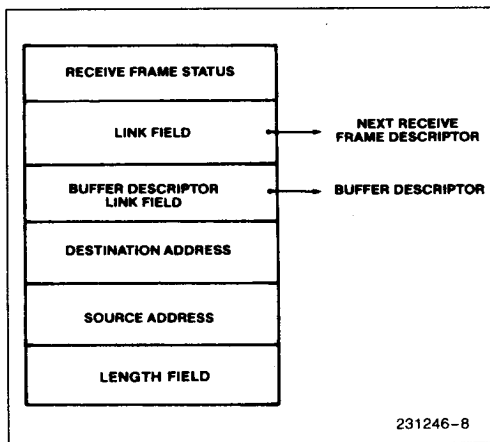 RECEIVE FRAME STATUS
LINK FIELD
NEXT RECEIVE
FRAME DESCRIPTOR
BUFFER DESCRIPTOR
LINK FIELD
BUFFER DESCRIPTOR
DESTINATION ADDRESS
SOURCE ADDRESS
LENGTH FIELD
231246-8